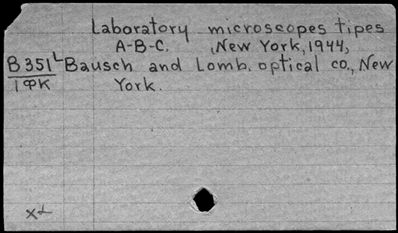 Laboratory microscopes tipes
A-B-C. New York, 1944,
B351L Bausch and Lomb. optical co., New
1ФК York.
x2